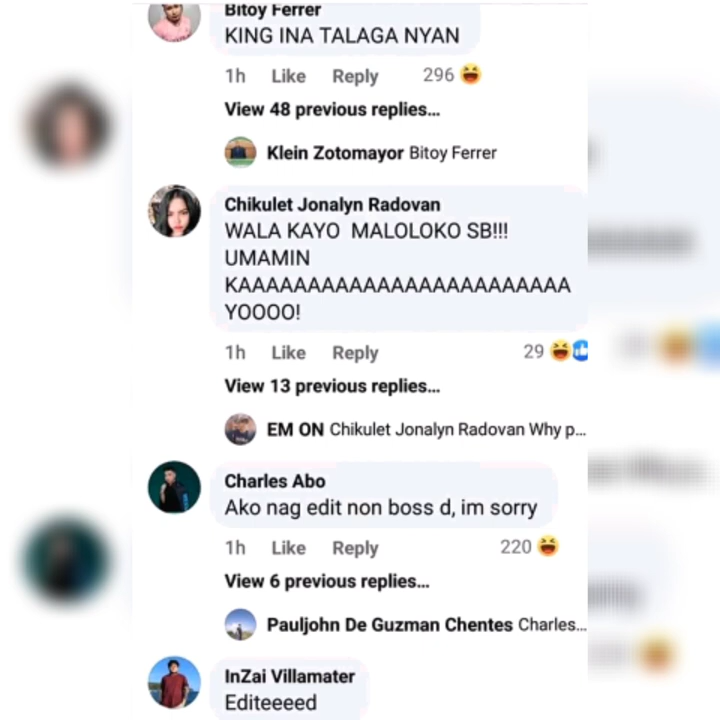 Bitoy Ferrer
KING INA TALAGA NYAN
1h Like Reply 296
View 48 previous replies...
Klein Zotomayor Bitoy Ferrer
Chikulet Jonalyn Radovan
WALA KAYO MALOLOKO SB!!!
UMAMIN
KAAAAAAAAAAAAAAAAAAAAAAAAA
YOOOO!
1h Like Reply 29
View 13 previous replies...
EM ON Chikulet Jonalyn Radovan Why p...
Charles Abo
Ako nag edit non boss d, im sorry
1h Like Reply 220
View 6 previous replies...
Pauljohn De Guzman Chentes Charles...
InZai Villamater
Editeeeed